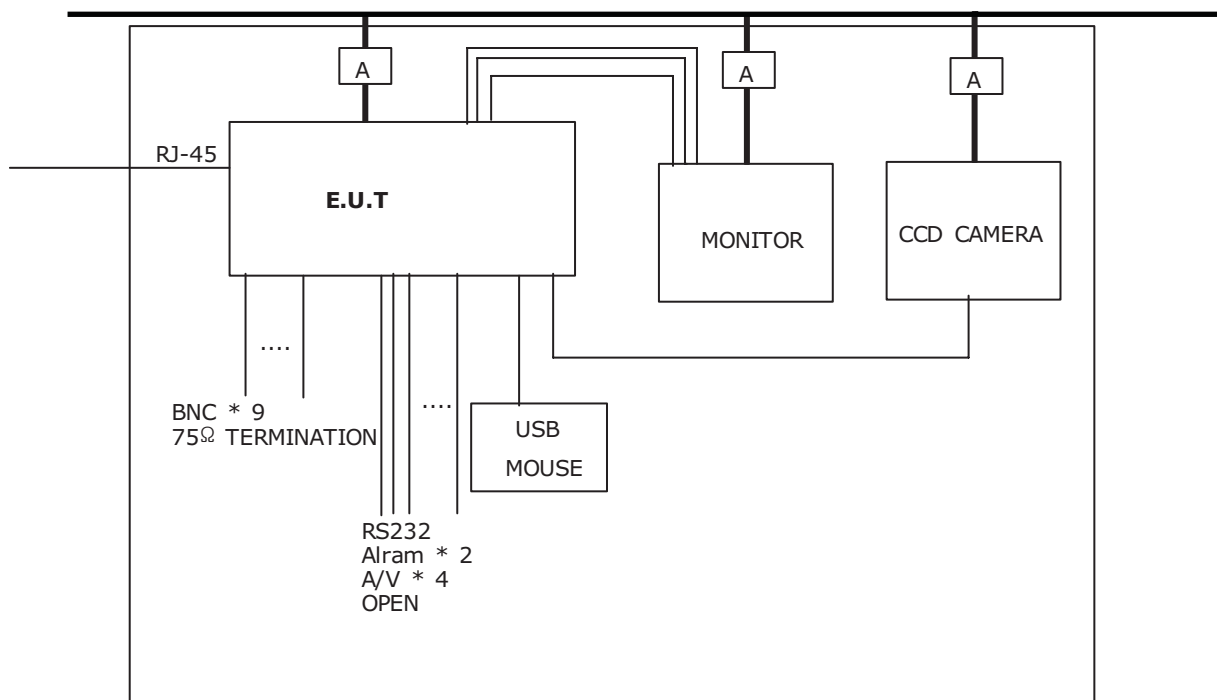 A
A
A
RJ-45
E.U.T
MONITOR
CCD CAMERA
....
....
BNC * 9
75Ω TERMINATION
USB
MOUSE
RS232
Alram * 2
A/V * 4
OPEN